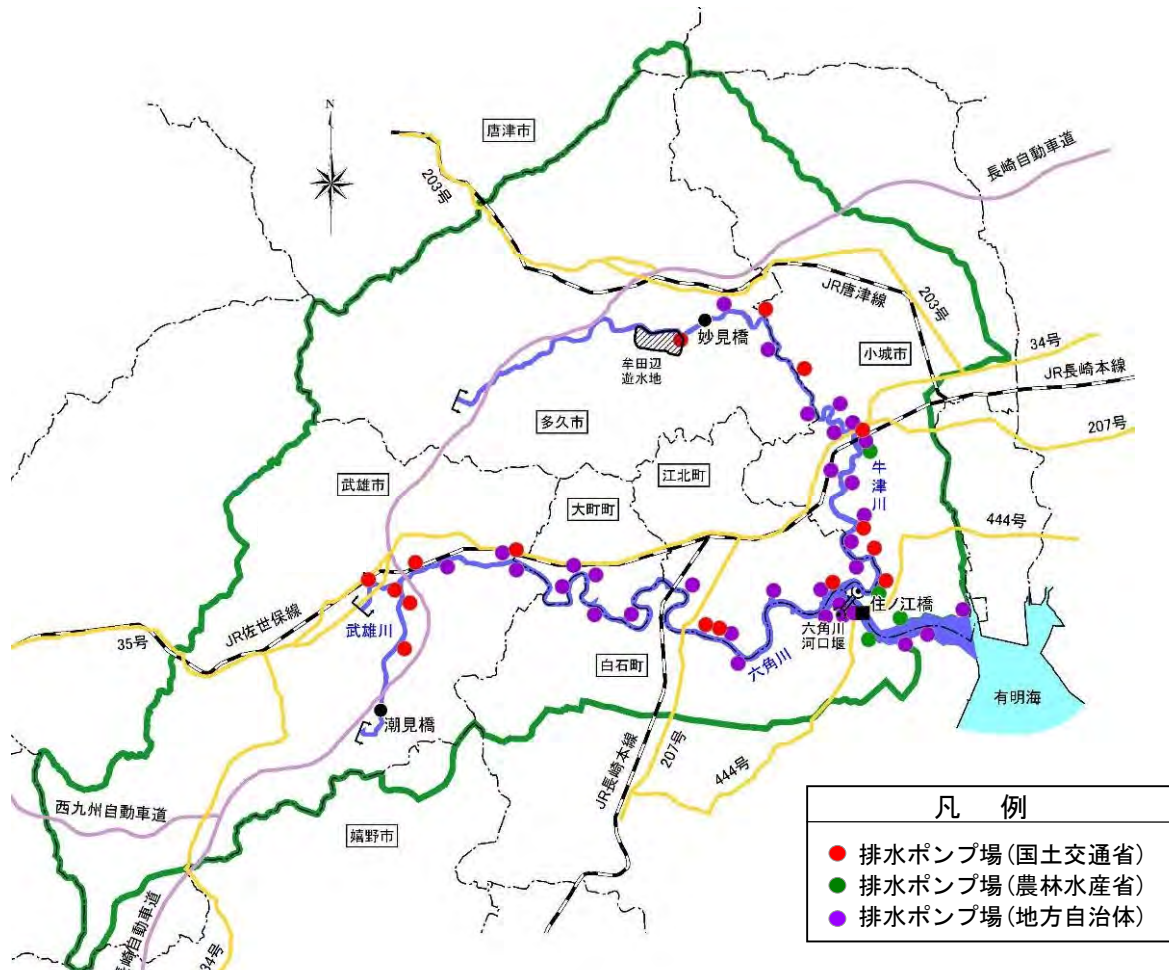 N
唐津市
203号
長崎自動車道
JR唐津線
203号
妙見橋
小城市
34号
JR長崎本線
牟田辺
遊水地
207号
多久市
江北町
牛津川
武雄市
大町町
444号
住ノ江橋
JR佐世保線
武雄川
六角川
河口堰
35号
白石町
六角川
有明海
潮見橋
207号
444号
JR長崎本線
西九州自動車道
嬉野市
長崎自動車道
34号
凡 例
排水ポンプ場(国土交通省)
排水ポンプ場(農林水産省)
排水ポンプ場(地方自治体)